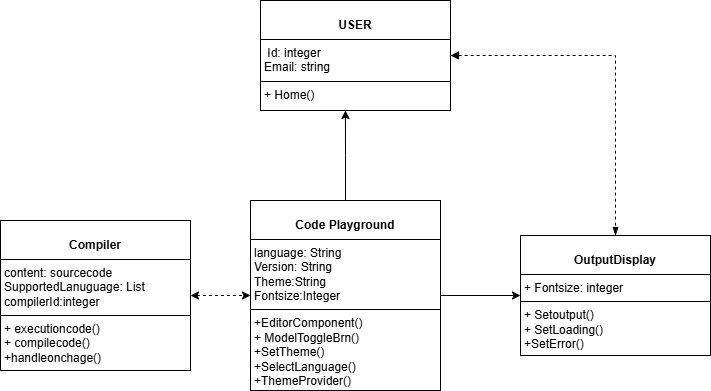 USER
Id: integer
Email: string
+ Home()
Code Playground
language: String
Version: String
Theme:String
Fontsize:Integer
+EditorComponent()
+ ModelToggleBrn()
+SetTheme()
+SelectLanguage()
+ThemeProvider()
Compiler
content: sourcecode
SupportedLanuguage: List
compilerId:integer
+ executioncode()
+ compilecode()
+handleonchage()
OutputDisplay
+ Fontsize: integer
+ Setoutput()
+ SetLoading()
+SetError()